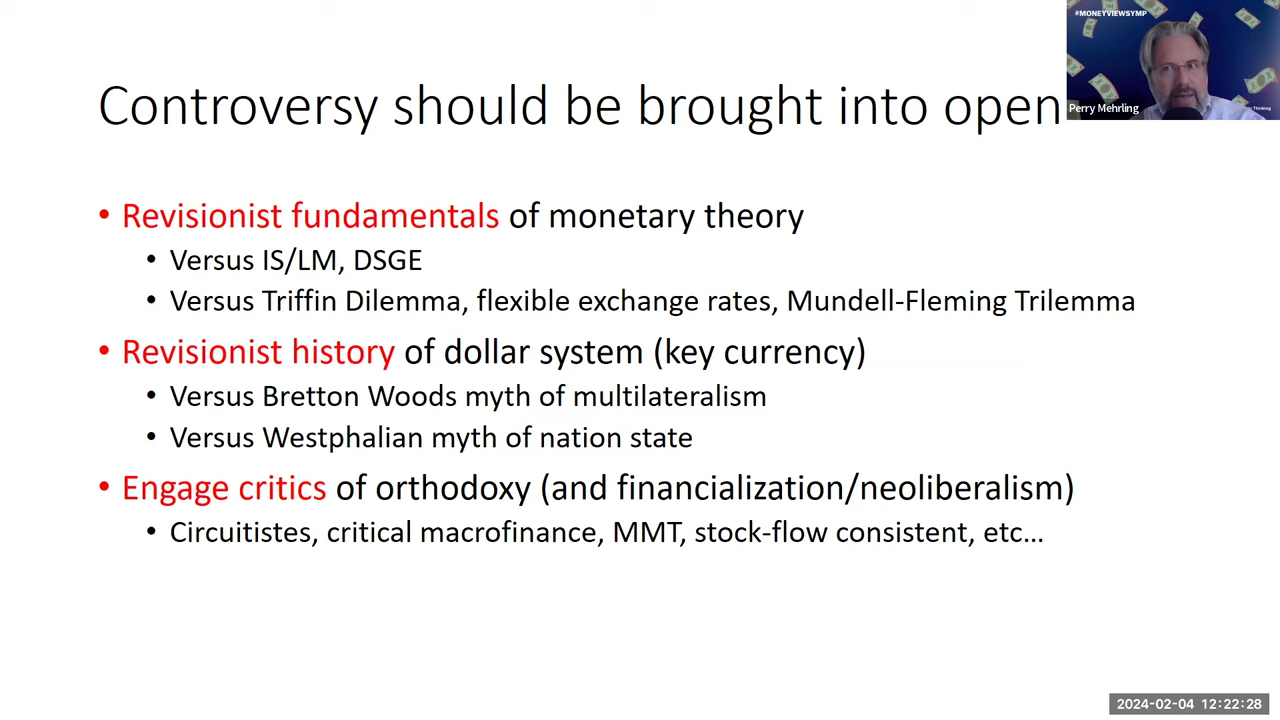 #MONEYVIEWSYMP
Perry Mehrling
Thinking
Controversy should be brought into open
• Revisionist fundamentals of monetary theory
• Versus IS/LM, DSGE
• Versus Triffin Dilemma, flexible exchange rates, Mundell-Fleming Trilemma
• Revisionist history of dollar system (key currency)
• Versus Bretton Woods myth of multilateralism
• Versus Westphalian myth of nation state
• Engage critics of orthodoxy (and financialization/neoliberalism)
• Circuitistes, critical macrofinance, MMT, stock-flow consistent, etc…
2024-02-04 12:22:28